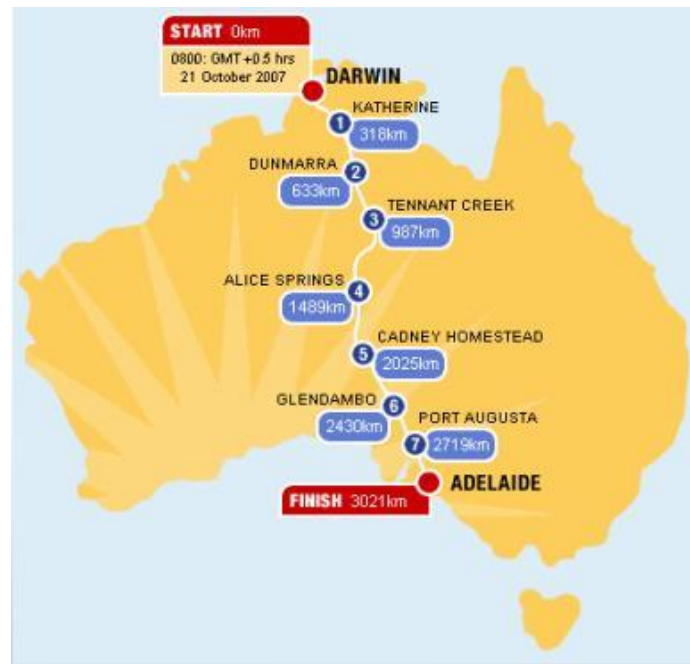 START 0km
0800: GMT +0.5 hrs
21 October 2007
DARWIN
KATHERINE
1
318km
DUNMARRA
2
633km
TENNANT CREEK
3
987km
ALICE SPRINGS
4
1489km
CADNEY HOMESTEAD
5
2025km
GLENDAMBO
6
2430km
PORT AUGUSTA
7
2719km
ADELAIDE
FINISH 3021km